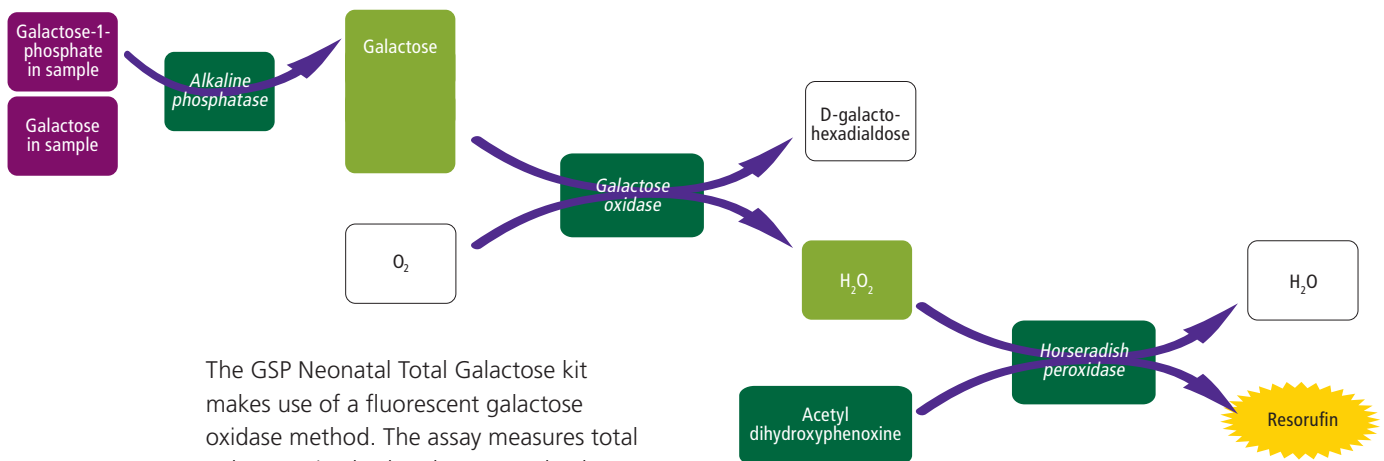 Galactose-1-
phosphate
in sample
Galactose
in sample
Alkaline
phosphatase
Galactose
O₂
Galactose
oxidase
D-galacto-
hexadialdose
H₂O₂
Acetyl
dihydroxyphenoxine
Horseradish
peroxidase
H₂O
Resorufin
The GSP Neonatal Total Galactose kit
makes use of a fluorescent galactose
oxidase method. The assay measures total